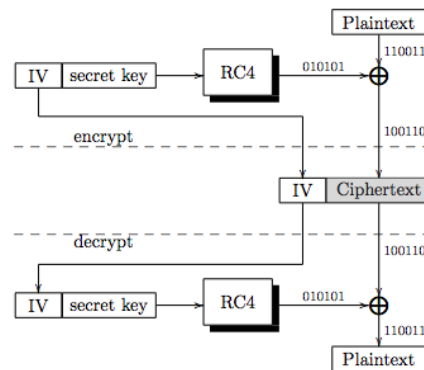 Plaintext
110011
IV secret key RC4 010101
100110
encrypt
IV Ciphertext
decrypt
100110
IV secret key RC4 010101
110011
Plaintext